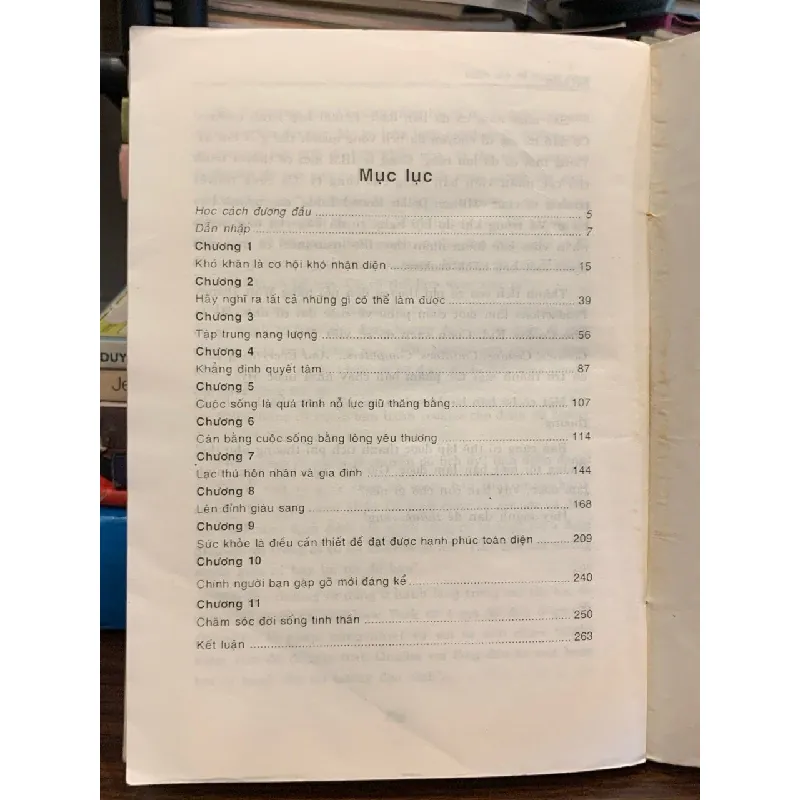 Mục lục
Học cách đương đầu ........ 5
Dẫn nhập ........ 7
Chương 1
Khó khăn là cơ hội khó nhận diện ........ 15
Chương 2
Hãy nghĩ ra tất cả những gì có thể làm được ........ 39
Chương 3
Tập trung năng lượng ........ 56
Chương 4
Khẳng định quyết tâm ........ 87
Chương 5
Cuộc sống là quá trình nỗ lực giữ thăng bằng ........ 107
Chương 6
Cân bằng cuộc sống bằng lòng yêu thương ........ 114
Chương 7
Lạc thú hôn nhân và gia đình ........ 144
Chương 8
Lên đỉnh giàu sang ........ 168
Chương 9
Sức khỏe là điều cần thiết để đạt được hạnh phúc toàn diện ........ 209
Chương 10
Chính người bạn gặp gỡ mới đáng kể ........ 240
Chương 11
Chăm sóc đời sống tinh thần ........ 250
Kết luận ........ 263
DUY
Je